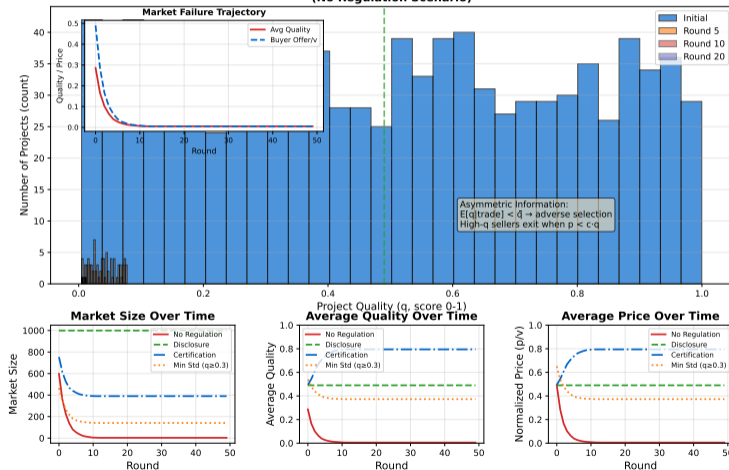 (No Regulation Scenario)
Market Failure Trajectory
Quality / Price
0.5
0.4
0.3
0.2
0.1
0.0
0
10
20
30
40
50
Round
Avg Quality
Buyer Offer/v
Initial
Round 5
Round 10
Round 20
Number of Projects (count)
40
35
30
25
20
15
10
5
0
Asymmetric Information:
E[q|trade] < q̄ → adverse selection
High-q sellers exit when p < c·q
0.0
0.2
0.4
0.6
0.8
1.0
Project Quality (q, score 0-1)
Market Size Over Time
Market Size
1000
800
600
400
200
0
No Regulation
Disclosure
Certification
Min Std (q≥0.3)
0
10
20
30
40
50
Round
Average Quality Over Time
Average Quality
1.0
0.8
0.6
0.4
0.2
0.0
No Regulation
Disclosure
Certification
Min Std (q≥0.3)
0
10
20
30
40
50
Round
Average Price Over Time
Normalized Price (p/v)
1.0
0.8
0.6
0.4
0.2
0.0
No Regulation
Disclosure
Certification
Min Std (q≥0.3)
0
10
20
30
40
50
Round